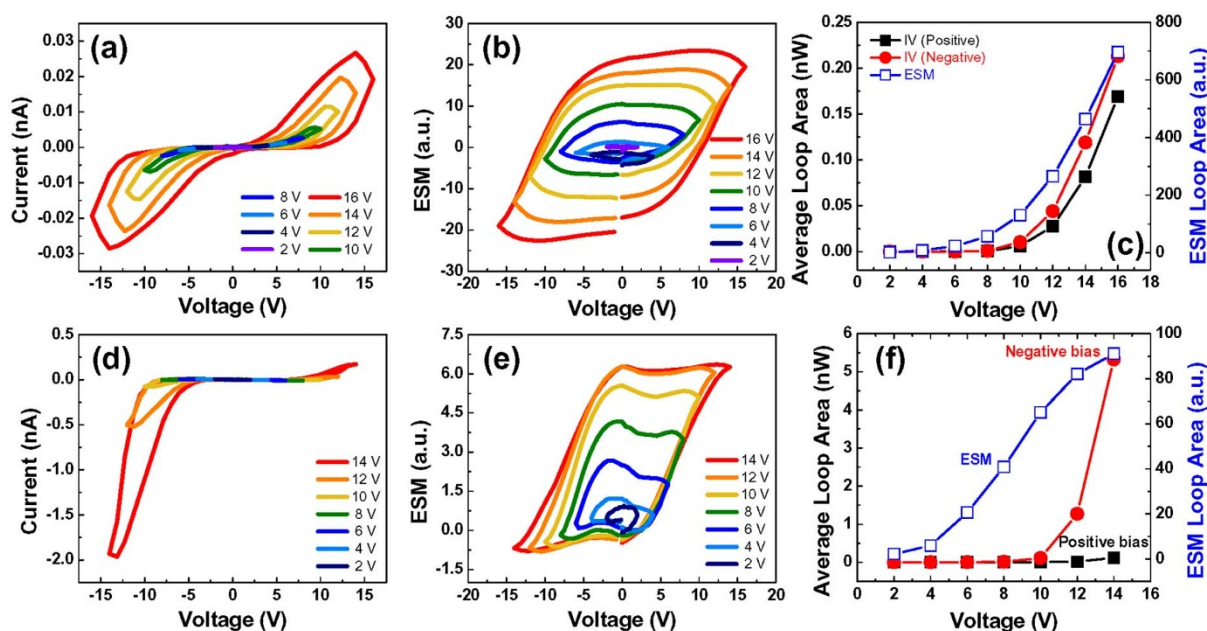 (a)
Current (nA)
0.03
0.02
0.01
0.00
-0.01
-0.02
-0.03
8 V
16 V
6 V
14 V
4 V
12 V
2 V
10 V
-15 -10 -5 0 5 10 15
Voltage (V)
(b)
ESM (a.u.)
30
20
10
0
-10
-20
-30
16 V
14 V
12 V
10 V
8 V
6 V
4 V
2 V
-20 -15 -10 -5 0 5 10 15 20
Voltage (V)
IV (Positive)
IV (Negative)
ESM
(c)
Average Loop Area (nW)
0.25
0.20
0.15
0.10
0.05
0.00
ESM Loop Area (a.u.)
800
600
400
200
0
0 2 4 6 8 10 12 14 16 18
Voltage (V)
(d)
Current (nA)
0.5
0.0
-0.5
-1.0
-1.5
-2.0
14 V
12 V
10 V
8 V
6 V
4 V
2 V
-15 -10 -5 0 5 10 15
Voltage (V)
(e)
ESM (a.u.)
7.5
6.0
4.5
3.0
1.5
0.0
-1.5
14 V
12 V
10 V
8 V
6 V
4 V
2 V
-15 -10 -5 0 5 10 15
Voltage (V)
(f)
Negative bias
ESM
Positive bias
Average Loop Area (nW)
6
5
4
3
2
1
0
ESM Loop Area (a.u.)
100
80
60
40
20
0
0 2 4 6 8 10 12 14 16
Voltage (V)